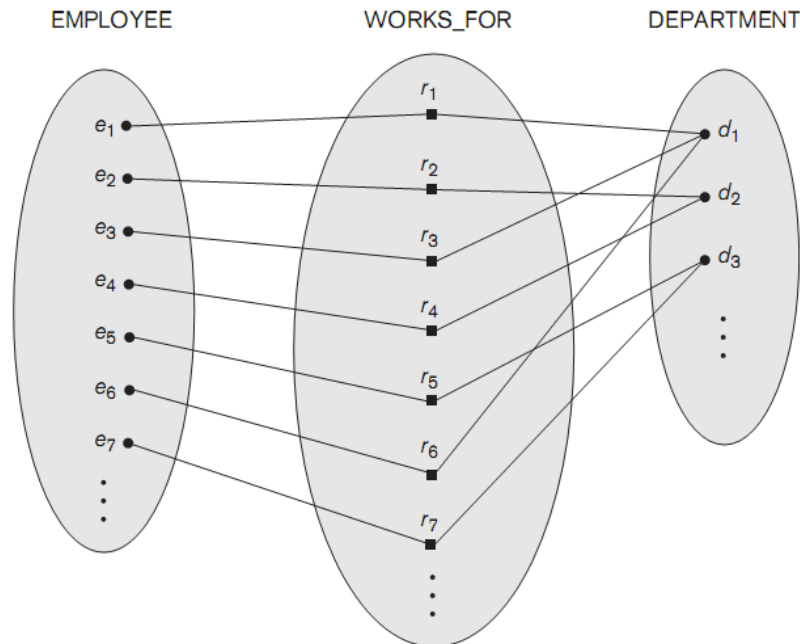 EMPLOYEE WORKS_FOR DEPARTMENT
e1
e2
e3
e4
e5
e6
e7
r1
r2
r3
r4
r5
r6
r7
d1
d2
d3